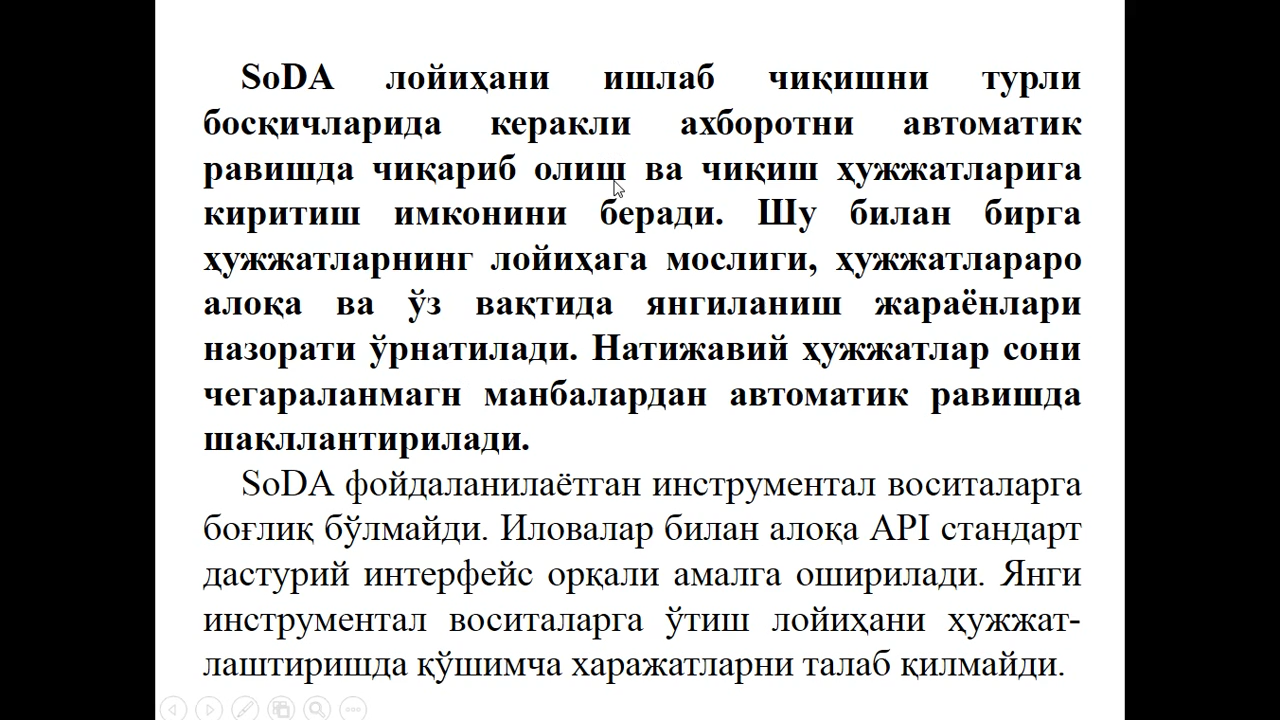 SoDA лойиҳани ишлаб чиқишни турли
босқичларида керакли ахборотни автоматик
равишда чиқариб олиш ва чиқиш ҳужжатларига
киритиш имконини беради. Шу билан бирга
ҳужжатларнинг лойиҳага мослиги, ҳужжатлараро
алоқа ва ўз вақтида янгиланиш жараёнлари
назорати ўрнатилади. Натижавий ҳужжатлар сони
чегараланмагн манбалардан автоматик равишда
шакллантирилади.
SoDA фойдаланилаётган инструментал воситаларга
боғлиқ бўлмайди. Иловалар билан алоқа API стандарт
дастурий интерфейс орқали амалга оширилади. Янги
инструментал воситаларга ўтиш лойиҳани ҳужжат-
лаштиришда қўшимча харажатларни талаб қилмайди.